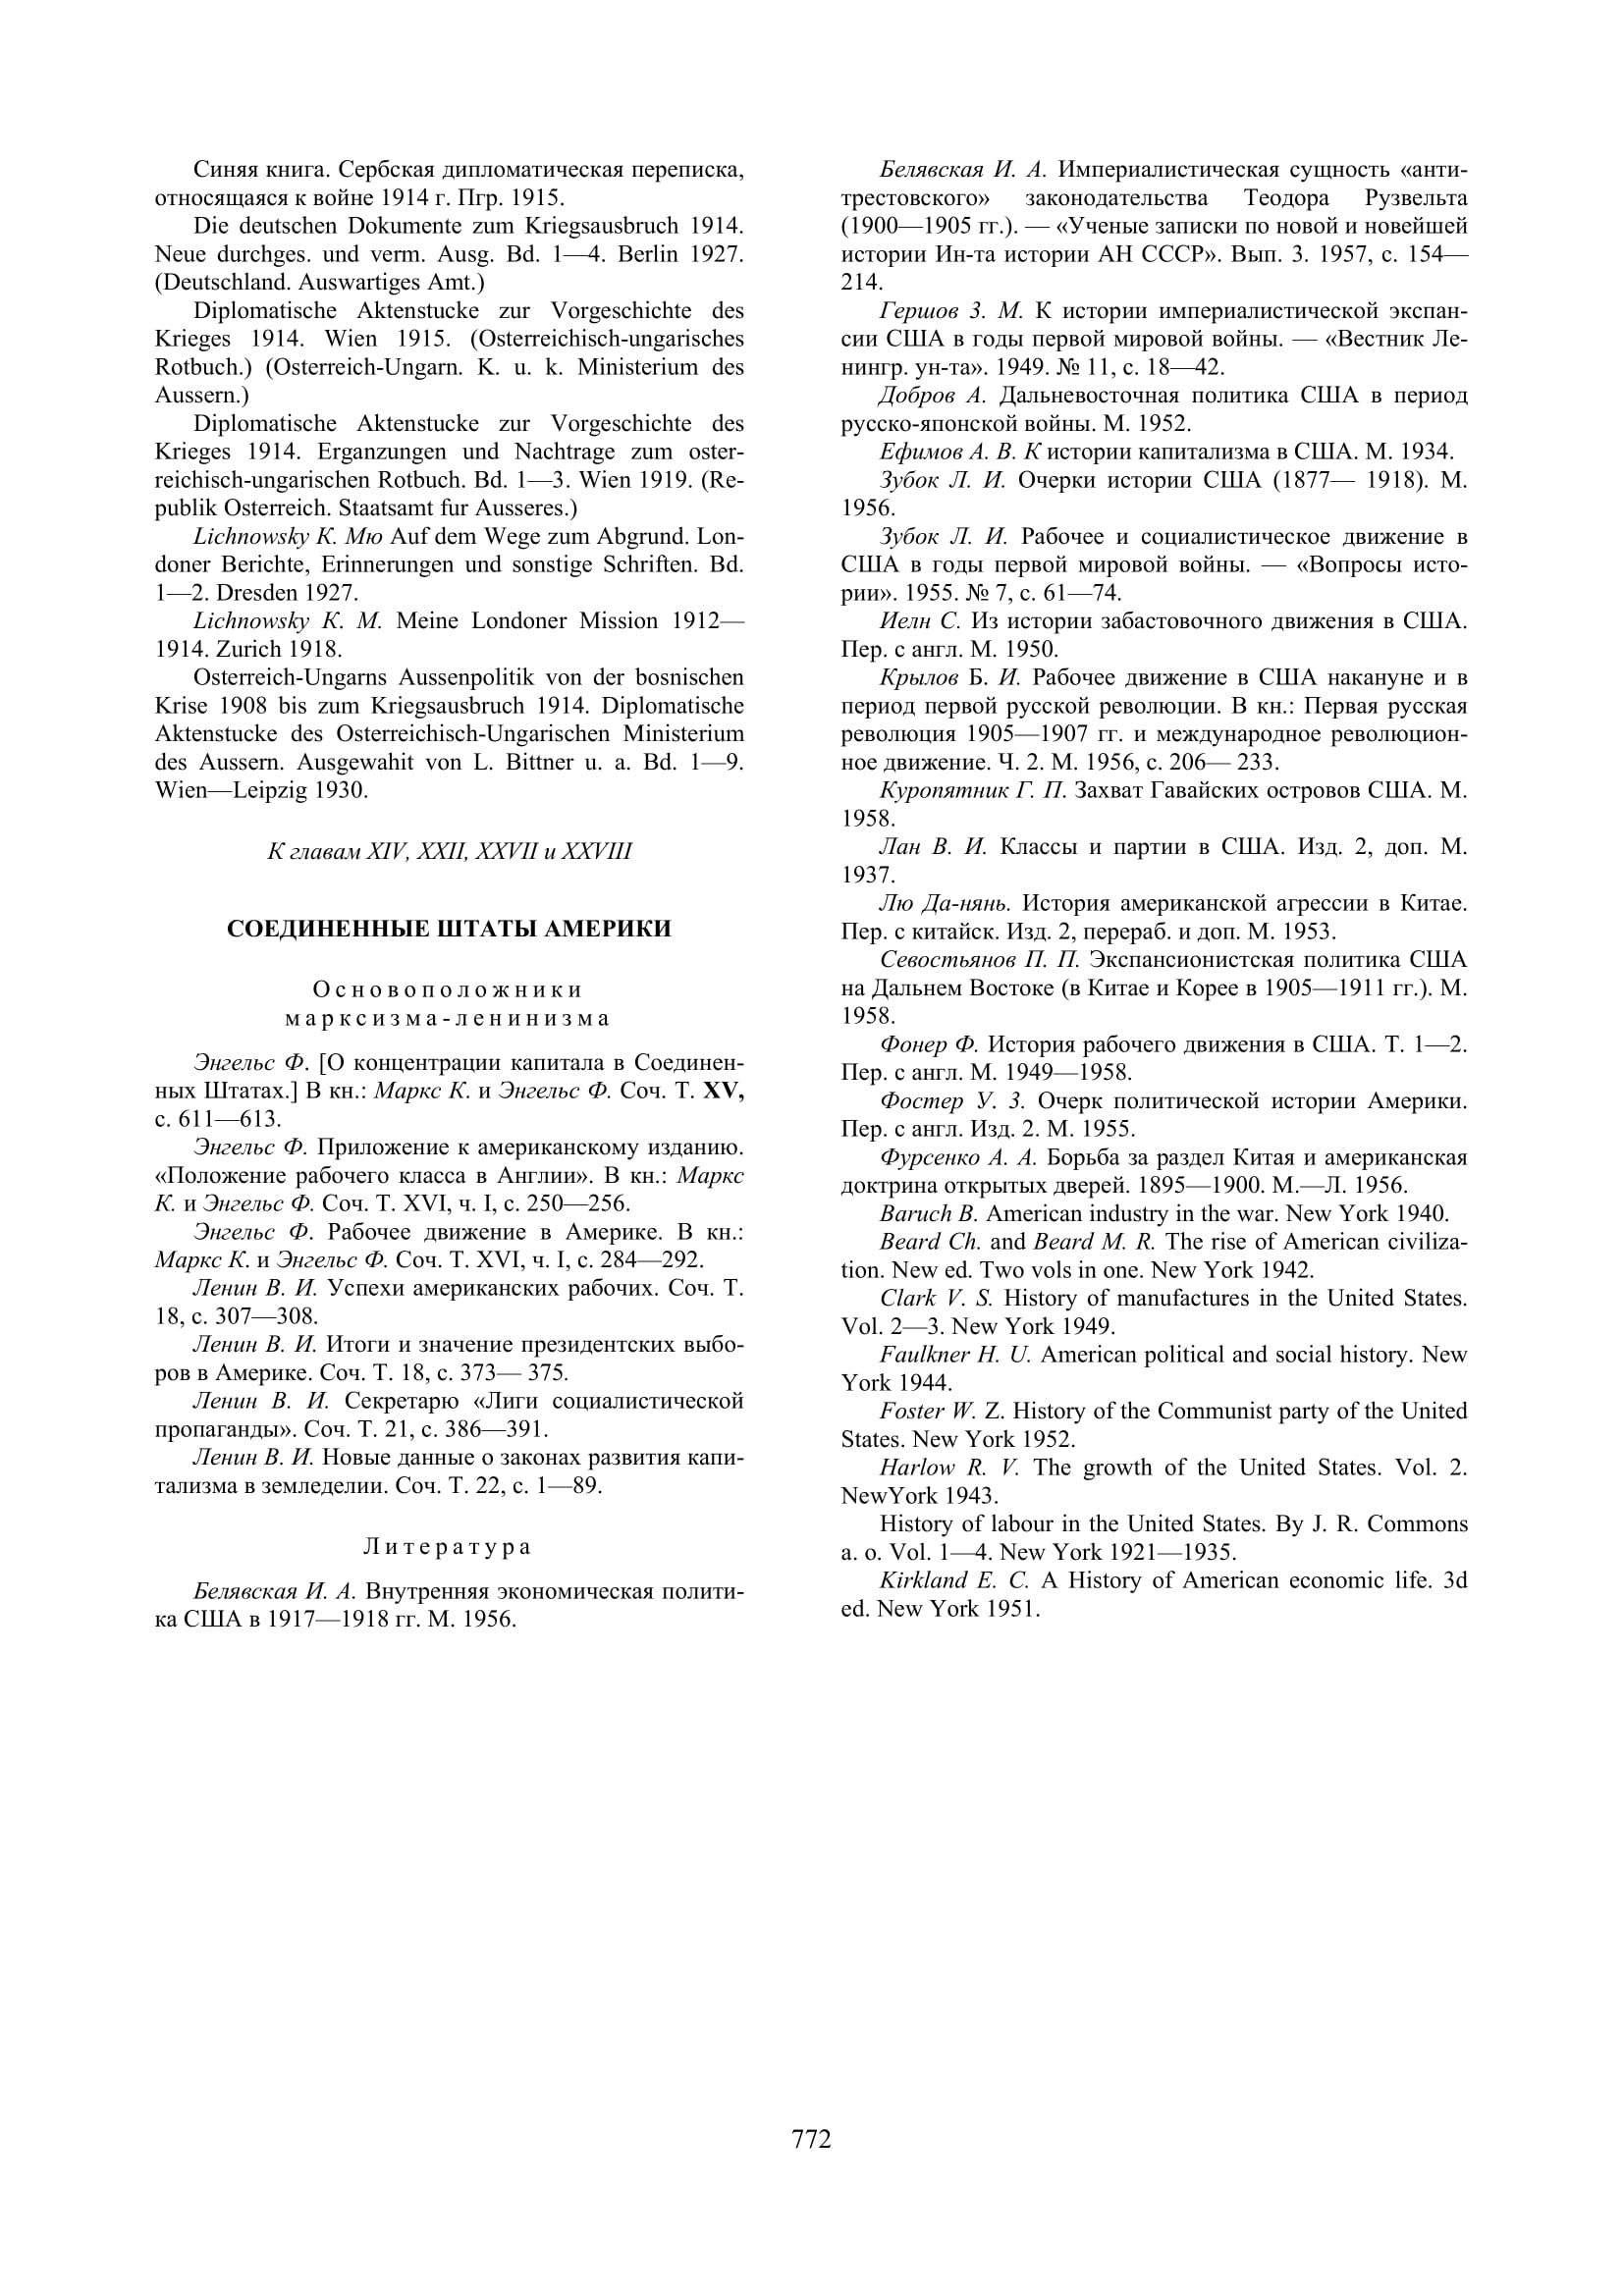 Синяя книга. Сербская дипломатическая переписка,
относящаяся к войне 1914 г. Пгр. 1915.
Die deutschen Dokumente zum Kriegsausbruch 1914.
Neue durchges. und verm. Ausg. Bd. 1—4. Berlin 1927.
(Deutschland. Auswartiges Amt.)
Diplomatische Aktenstucke zur Vorgeschichte des
Krieges 1914. Wien 1915. (Osterreichisch-ungarisches
Rotbuch.) (Osterreich-Ungarn. K. u. k. Ministerium des
Aussern.)
Diplomatische Aktenstucke zur Vorgeschichte des
Krieges 1914. Erganzungen und Nachtrage zum oster-
reichisch-ungarischen Rotbuch. Bd. 1—3. Wien 1919. (Re-
publik Osterreich. Staatsamt fur Ausseres.)
Lichnowsky K. Мю Auf dem Wege zum Abgrund. Lon-
doner Berichte, Erinnerungen und sonstige Schriften. Bd.
1—2. Dresden 1927.
Lichnowsky K. M. Meine Londoner Mission 1912—
1914. Zurich 1918.
Osterreich-Ungarns Aussenpolitik von der bosnischen
Krise 1908 bis zum Kriegsausbruch 1914. Diplomatische
Aktenstucke des Osterreichisch-Ungarischen Ministerium
des Aussern. Ausgewahit von L. Bittner u. a. Bd. 1—9.
Wien—Leipzig 1930.
К главам XIV, XXII, XXVII и XXVIII
СОЕДИНЕННЫЕ ШТАТЫ АМЕРИКИ
Основоположники
марксизма-ленинизма
Энгельс Ф. [О концентрации капитала в Соединен-
ных Штатах.] В кн.: Маркс К. и Энгельс Ф. Соч. Т. XV,
с. 611—613.
Энгельс Ф. Приложение к американскому изданию.
«Положение рабочего класса в Англии». В кн.: Маркс
К. и Энгельс Ф. Соч. Т. XVI, ч. I, с. 250—256.
Энгельс Ф. Рабочее движение в Америке. В кн.:
Маркс К. и Энгельс Ф. Соч. Т. XVI, ч. I, с. 284—292.
Ленин В. И. Успехи американских рабочих. Соч. Т.
18, с. 307—308.
Ленин В. И. Итоги и значение президентских выбо-
ров в Америке. Соч. Т. 18, с. 373— 375.
Ленин В. И. Секретарю «Лиги социалистической
пропаганды». Соч. Т. 21, с. 386—391.
Ленин В. И. Новые данные о законах развития капи-
тализма в земледелии. Соч. Т. 22, с. 1—89.
Литература
Белявская И. А. Внутренняя экономическая полити-
ка США в 1917—1918 гг. М. 1956.
Белявская И. А. Империалистическая сущность «анти-
трестовского» законодательства Теодора Рузвельта
(1900—1905 гг.). — «Ученые записки по новой и новейшей
истории Ин-та истории АН СССР». Вып. 3. 1957, с. 154—
214.
Гершов З. М. К истории империалистической экспан-
сии США в годы первой мировой войны. — «Вестник Ле-
нингр. ун-та». 1949. № 11, с. 18—42.
Добров А. Дальневосточная политика США в период
русско-японской войны. М. 1952.
Ефимов А. В. К истории капитализма в США. М. 1934.
Зубок Л. И. Очерки истории США (1877— 1918). М.
1956.
Зубок Л. И. Рабочее и социалистическое движение в
США в годы первой мировой войны. — «Вопросы исто-
рии». 1955. № 7, с. 61—74.
Иелн С. Из истории забастовочного движения в США.
Пер. с англ. М. 1950.
Крылов Б. И. Рабочее движение в США накануне и в
период первой русской революции. В кн.: Первая русская
революция 1905—1907 гг. и международное революцион-
ное движение. Ч. 2. М. 1956, с. 206— 233.
Куропятник Г. П. Захват Гавайских островов США. М.
1958.
Лан В. И. Классы и партии в США. Изд. 2, доп. М.
1937.
Лю Да-нянь. История американской агрессии в Китае.
Пер. с китайск. Изд. 2, перераб. и доп. М. 1953.
Севостьянов П. П. Экспансионистская политика США
на Дальнем Востоке (в Китае и Корее в 1905—1911 гг.). М.
1958.
Фонер Ф. История рабочего движения в США. Т. 1—2.
Пер. с англ. М. 1949—1958.
Фостер У. З. Очерк политической истории Америки.
Пер. с англ. Изд. 2. М. 1955.
Фурсенко А. А. Борьба за раздел Китая и американская
доктрина открытых дверей. 1895—1900. М.—Л. 1956.
Baruch B. American industry in the war. New York 1940.
Beard Ch. and Beard M. R. The rise of American civiliza-
tion. New ed. Two vols in one. New York 1942.
Clark V. S. History of manufactures in the United States.
Vol. 2—3. New York 1949.
Faulkner H. U. American political and social history. New
York 1944.
Foster W. Z. History of the Communist party of the United
States. New York 1952.
Harlow R. V. The growth of the United States. Vol. 2.
NewYork 1943.
History of labour in the United States. By J. R. Commons
a. o. Vol. 1—4. New York 1921—1935.
Kirkland E. C. A History of American economic life. 3d
ed. New York 1951.
772